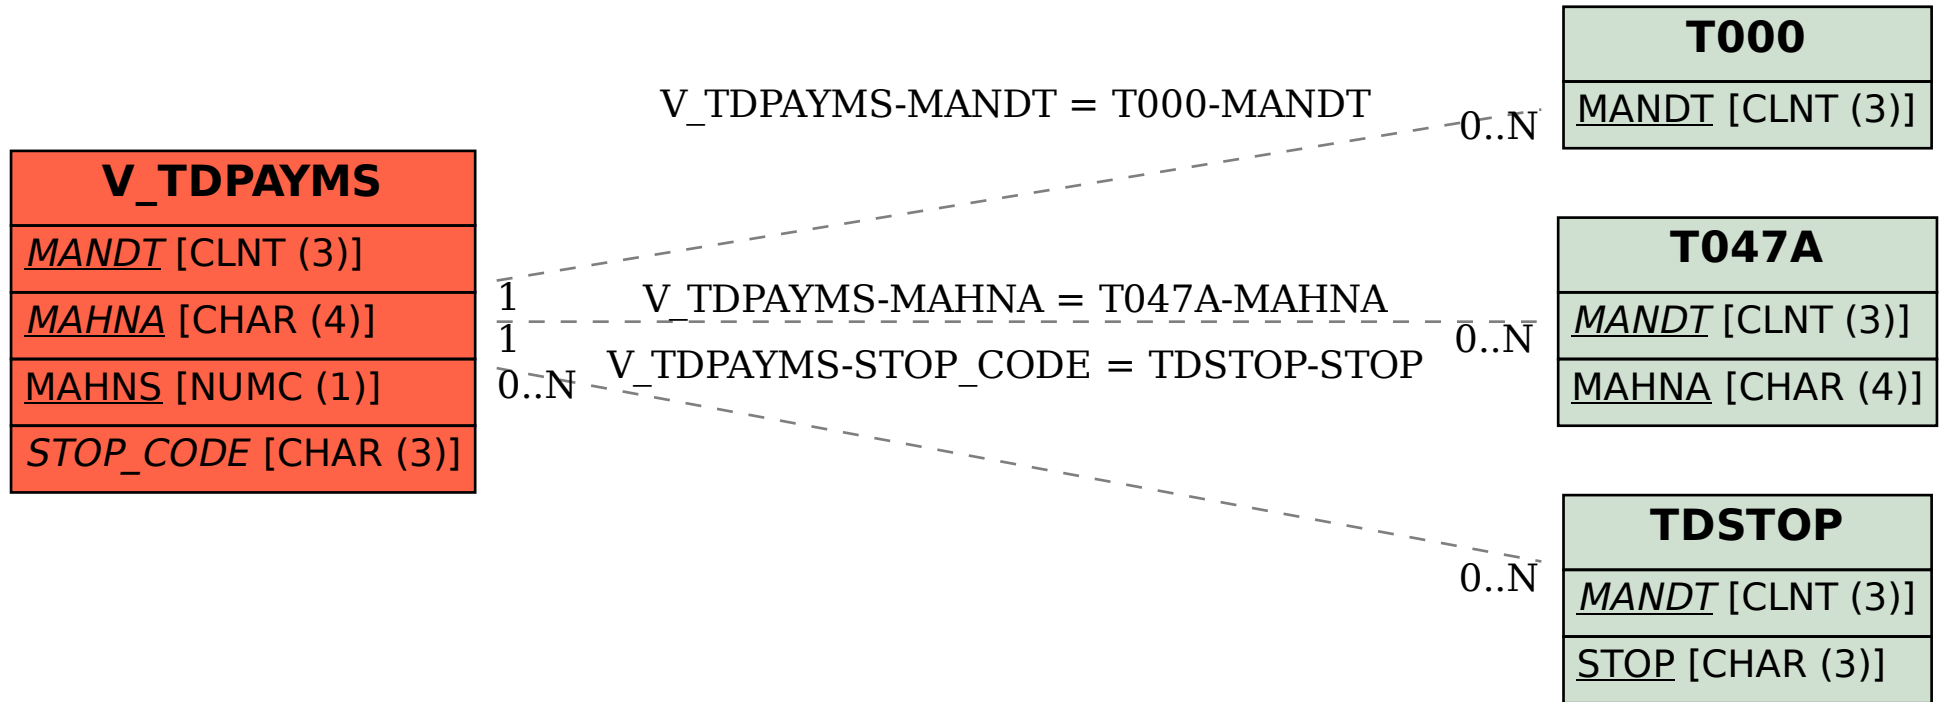 V_TDPAYMS
MANDT [CLNT (3)]
MAHNA [CHAR (4)]
MAHNS [NUMC (1)]
STOP_CODE [CHAR (3)]
V_TDPAYMS-MANDT = T000-MANDT
0..N
1
V_TDPAYMS-MAHNA = T047A-MAHNA
1
0..N
V_TDPAYMS-STOP_CODE = TDSTOP-STOP
0..N
0..N
T000
MANDT [CLNT (3)]
T047A
MANDT [CLNT (3)]
MAHNA [CHAR (4)]
TDSTOP
MANDT [CLNT (3)]
STOP [CHAR (3)]